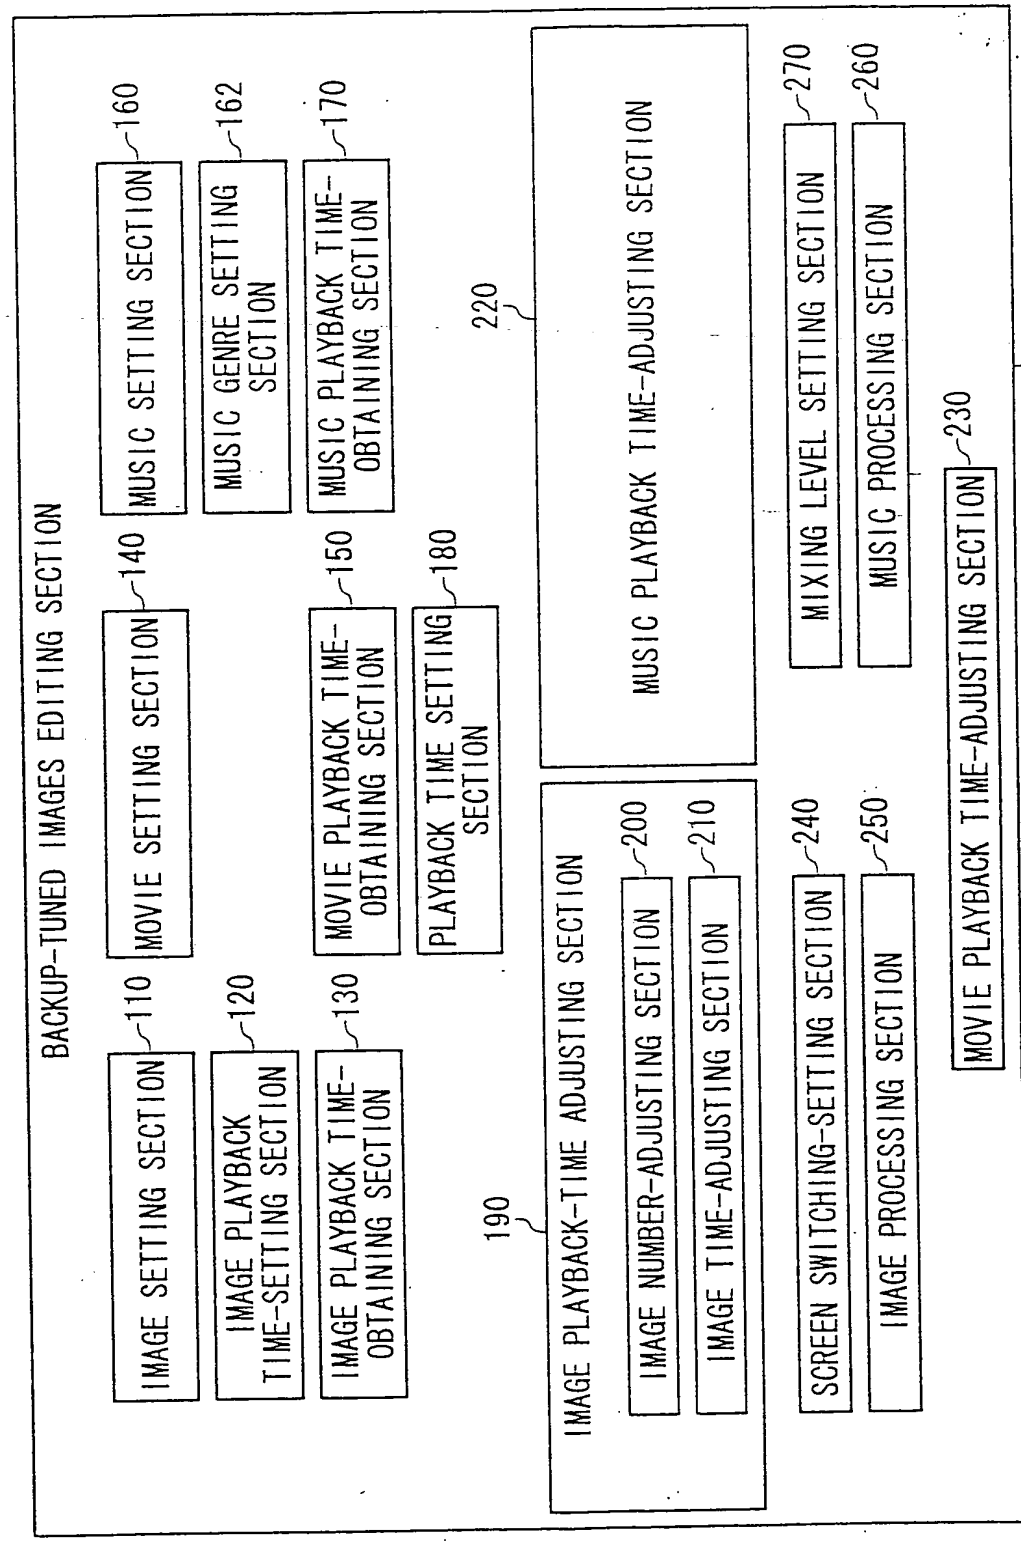 BACKUP-TUNED IMAGES EDITING SECTION
IMAGE SETTING SECTION
110
IMAGE PLAYBACK
TIME-SETTING SECTION
120
IMAGE PLAYBACK TIME-
OBTAINING SECTION
130
MOVIE SETTING SECTION
140
MOVIE PLAYBACK TIME-
OBTAINING SECTION
150
PLAYBACK TIME SETTING
SECTION
180
MUSIC SETTING SECTION
160
MUSIC GENRE SETTING
SECTION
162
MUSIC PLAYBACK TIME-
OBTAINING SECTION
170
190
IMAGE PLAYBACK-TIME ADJUSTING SECTION
IMAGE NUMBER-ADJUSTING SECTION
200
IMAGE TIME-ADJUSTING SECTION
210
220
MUSIC PLAYBACK TIME-ADJUSTING SECTION
SCREEN SWITCHING-SETTING SECTION
240
IMAGE PROCESSING SECTION
250
MIXING LEVEL SETTING SECTION
270
MUSIC PROCESSING SECTION
260
MOVIE PLAYBACK TIME-ADJUSTING SECTION
230